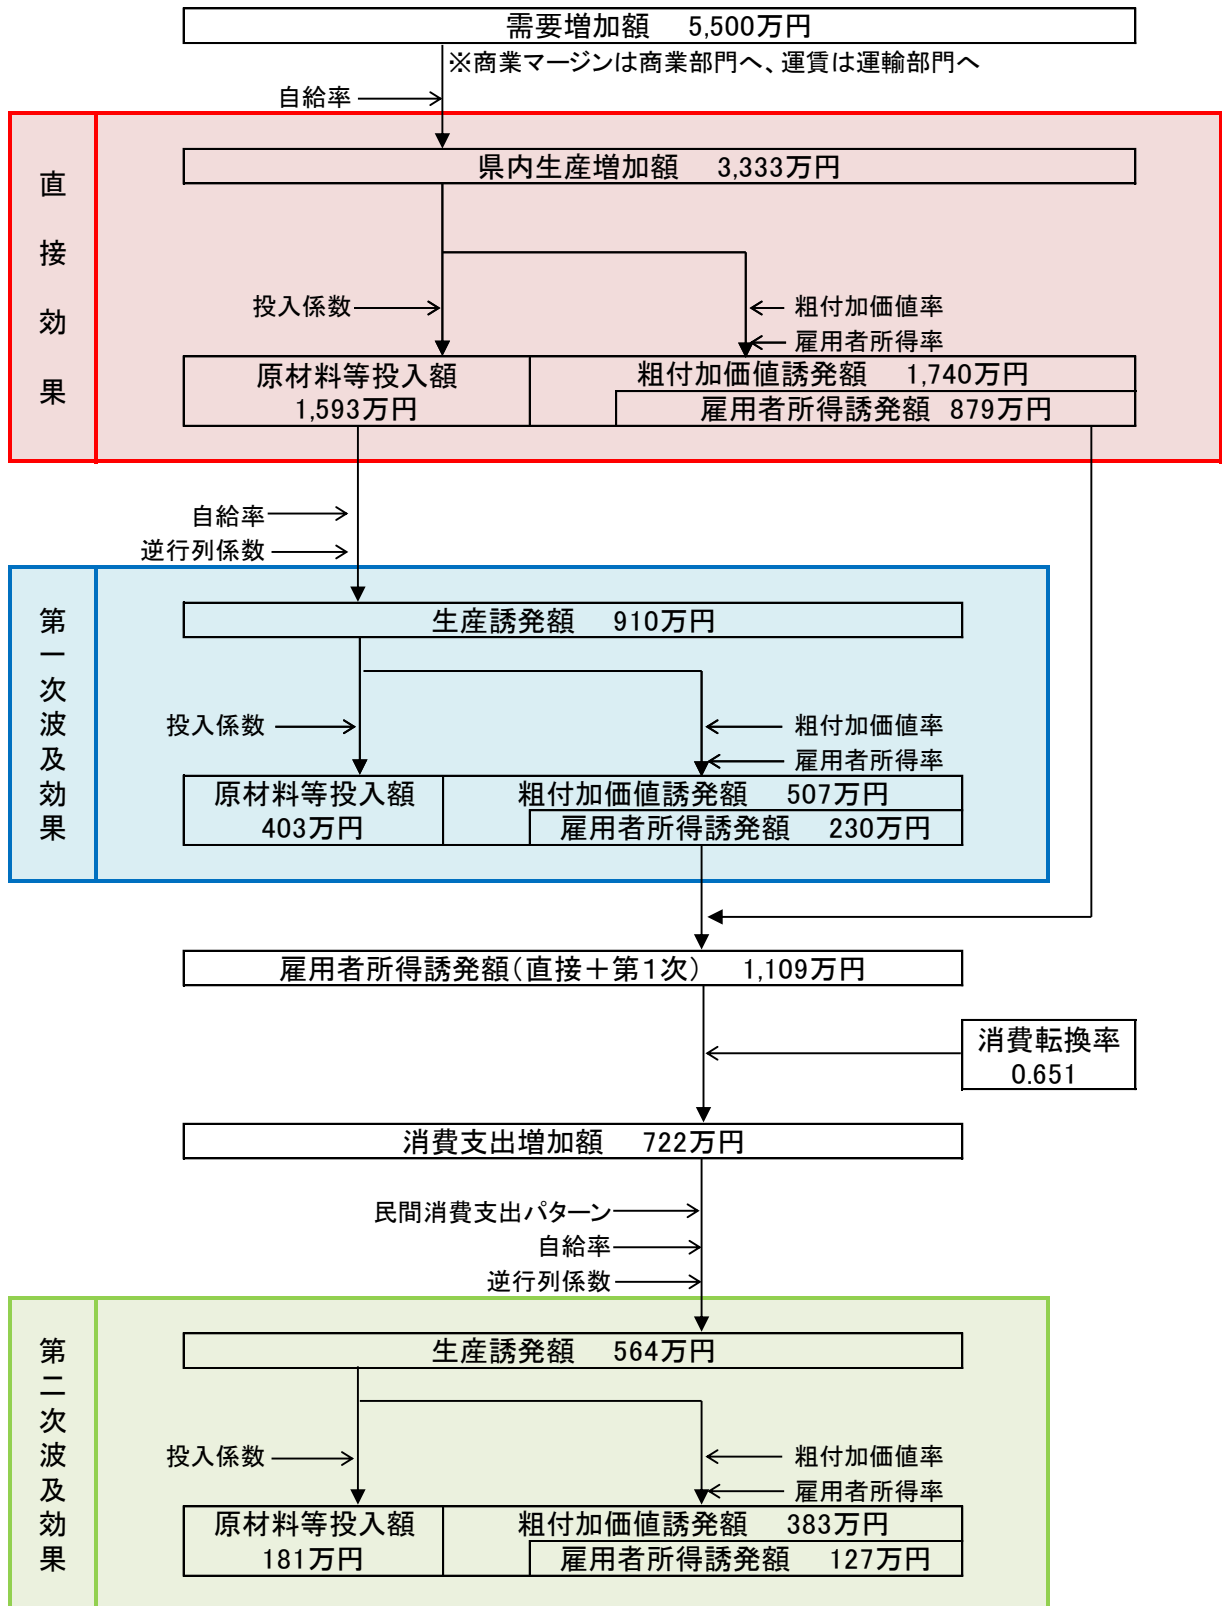 需要増加額 5,500万円
※商業マージンは商業部門へ、運賃は運輸部門へ
自給率
直接効果
県内生産増加額 3,333万円
投入係数
粗付加価値率
雇用者所得率
原材料等投入額
1,593万円
粗付加価値誘発額 1,740万円
雇用者所得誘発額 879万円
自給率
逆行列係数
第一次波及効果
生産誘発額 910万円
投入係数
粗付加価値率
雇用者所得率
原材料等投入額
403万円
粗付加価値誘発額 507万円
雇用者所得誘発額 230万円
雇用者所得誘発額(直接+第1次) 1,109万円
消費転換率
0.651
消費支出増加額 722万円
民間消費支出パターン
自給率
逆行列係数
第二次波及効果
生産誘発額 564万円
投入係数
粗付加価値率
雇用者所得率
原材料等投入額
181万円
粗付加価値誘発額 383万円
雇用者所得誘発額 127万円